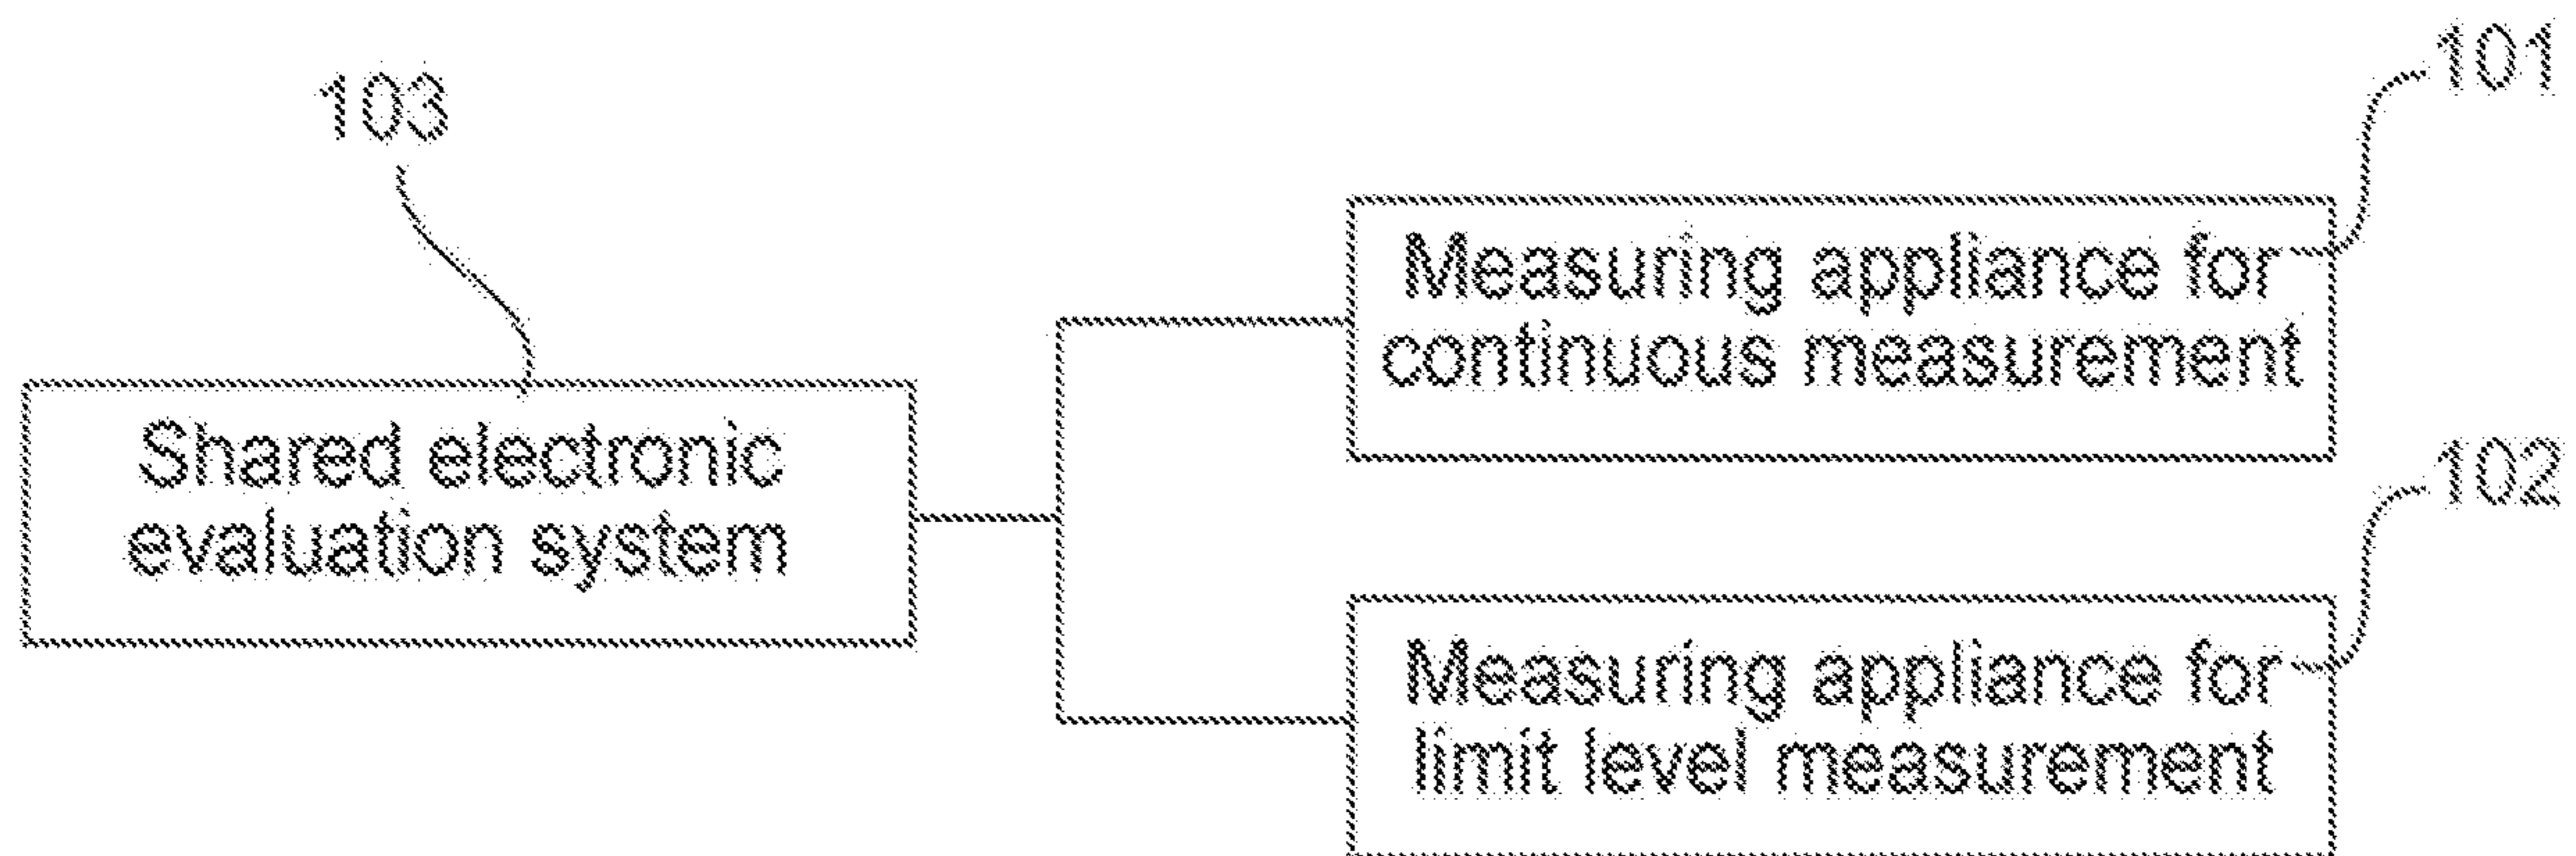 101
103
Measuring appliance for
continuous measurement
Shared electronic
evaluation system
102
Measuring appliance for
limit level measurement